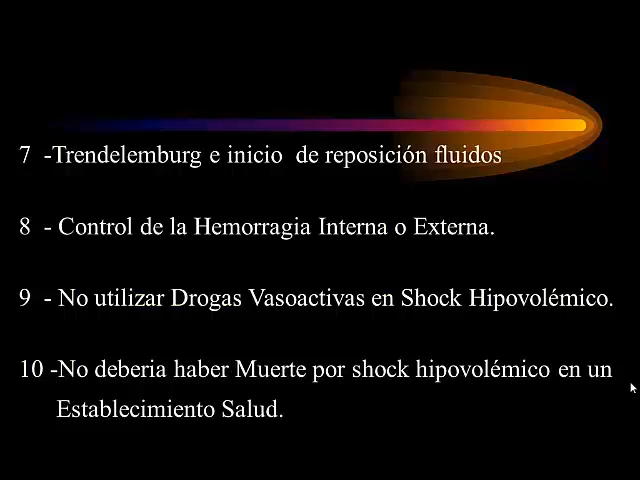 7 -Trendelemburg e inicio de reposición fluidos
8 - Control de la Hemorragia Interna o Externa.
9 - No utilizar Drogas Vasoactivas en Shock Hipovolémico.
10 -No deberia haber Muerte por shock hipovolémico en un
Establecimiento Salud.